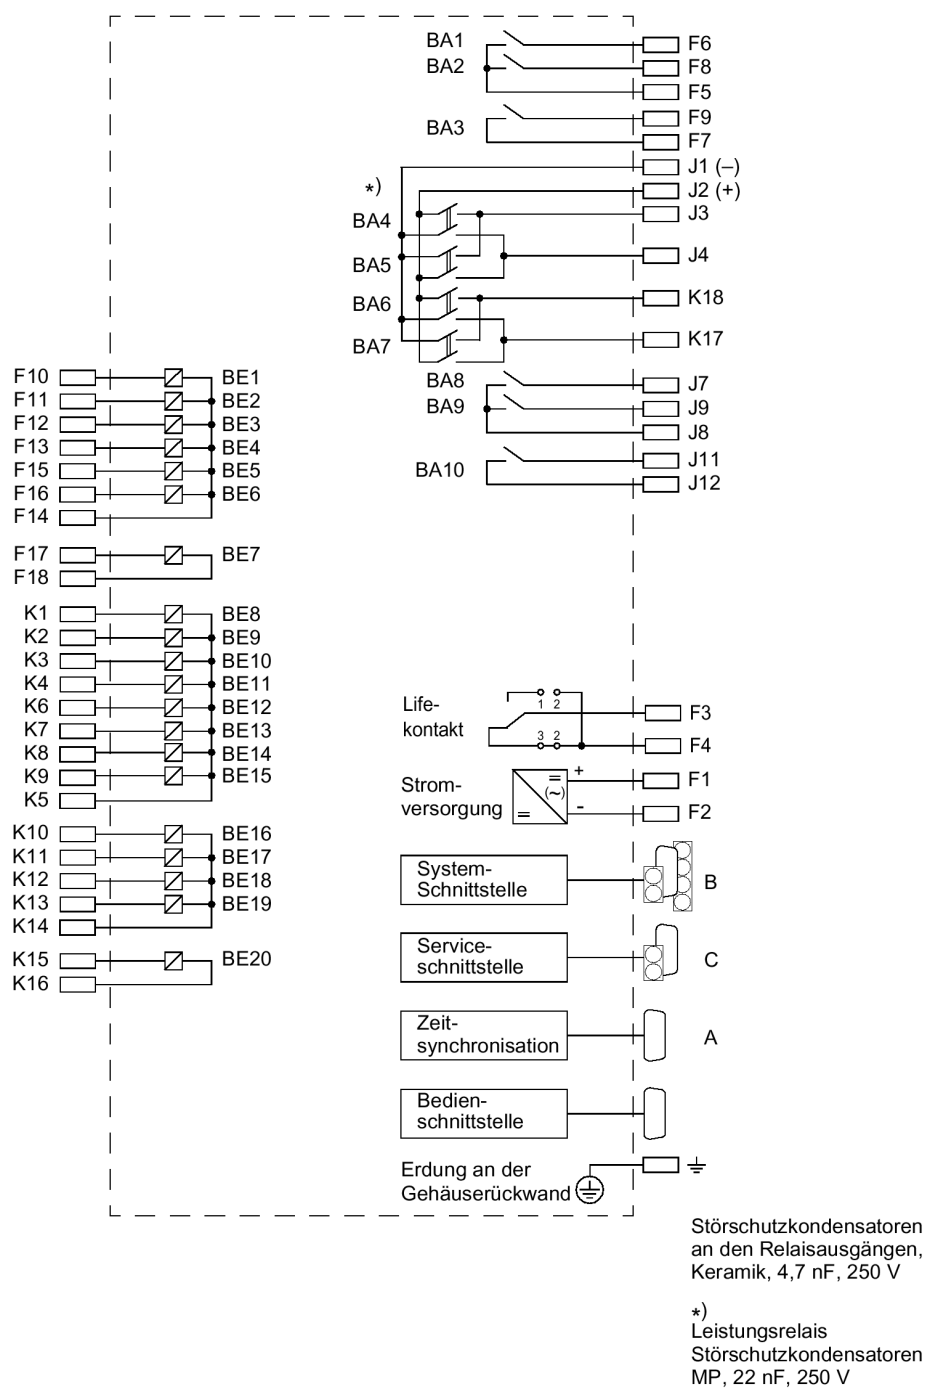 BA1
F6
BA2
F8
F5
F9
BA3
F7
J1 (–)
*)
J2 (+)
BA4
J3
BA5
J4
BA6
K18
BA7
K17
F10
BE1
BA8
J7
F11
BE2
BA9
J9
F12
BE3
J8
F13
BE4
J11
F15
BE5
BA10
F16
BE6
J12
F14
F17
BE7
F18
K1
BE8
K2
BE9
K3
BE10
K4
BE11
K6
BE12
K7
BE13
K8
BE14
K9
BE15
K5
Life-
kontakt
1 2
3 2
F3
F4
Strom-
versorgung
=
(~)
=
+
-
F1
F2
K10
BE16
K11
BE17
K12
BE18
K13
BE19
K14
K15
BE20
K16
System-
Schnittstelle
B
Service-
schnittstelle
C
Zeit-
synchronisation
A
Bedien-
schnittstelle
Erdung an der
Gehäuserückwand
Störschutzkondensatoren
an den Relaisausgängen,
Keramik, 4,7 nF, 250 V
*)
Leistungsrelais
Störschutzkondensatoren
MP, 22 nF, 250 V